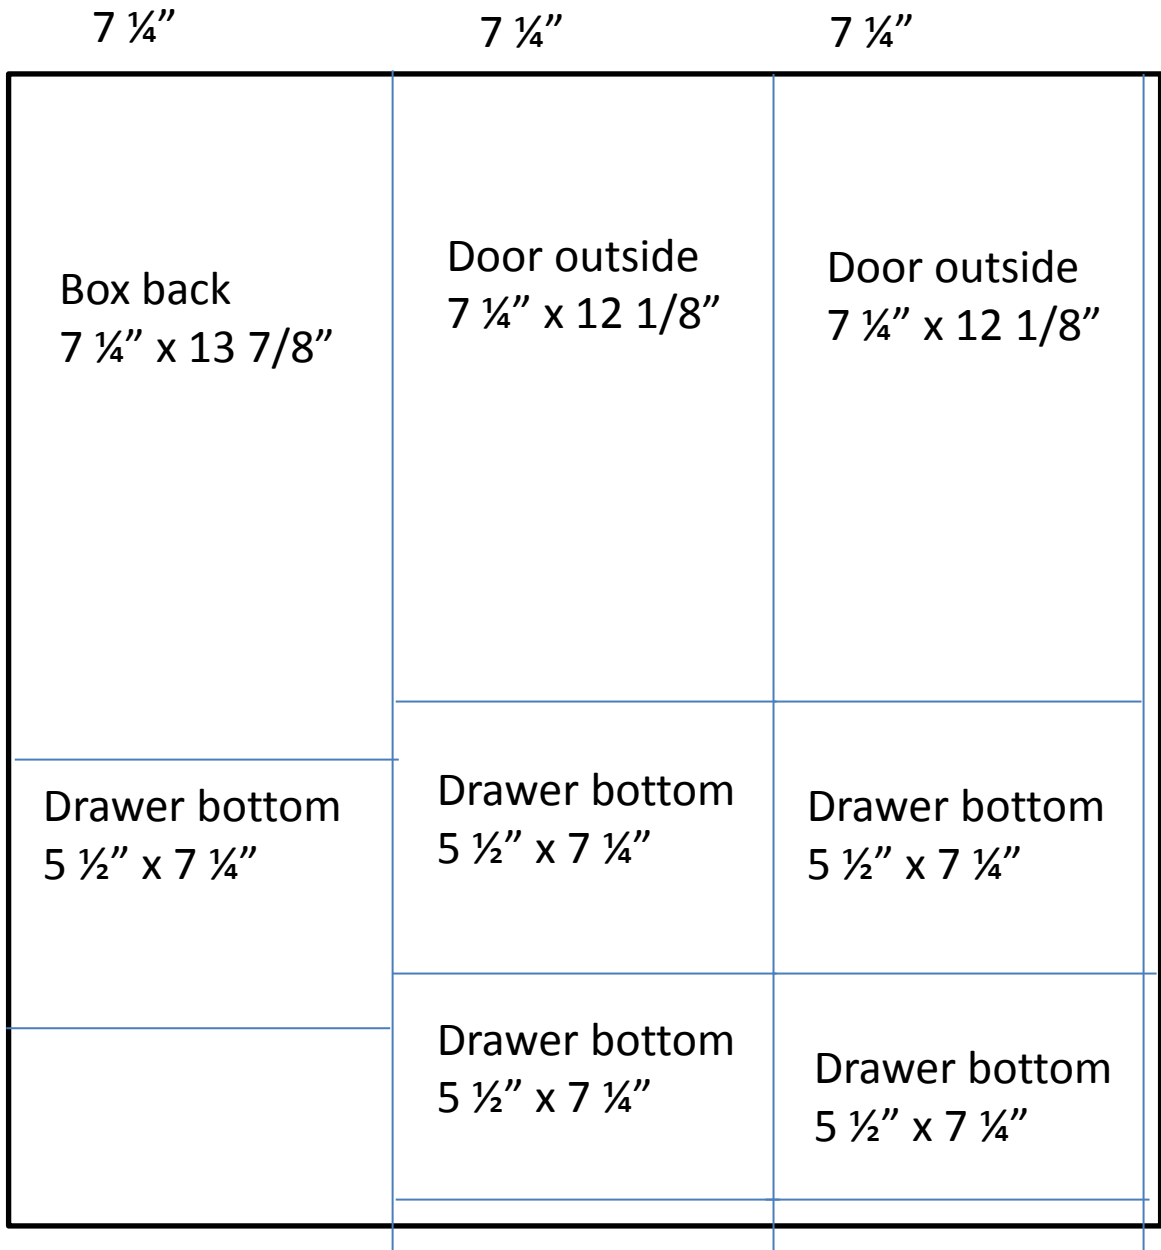 7 ¼”
7 ¼”
7 ¼”
Box back
7 ¼” x 13 7/8”
Door outside
7 ¼” x 12 1/8”
Door outside
7 ¼” x 12 1/8”
Drawer bottom
5 ½” x 7 ¼”
Drawer bottom
5 ½” x 7 ¼”
Drawer bottom
5 ½” x 7 ¼”
Drawer bottom
5 ½” x 7 ¼”
Drawer bottom
5 ½” x 7 ¼”